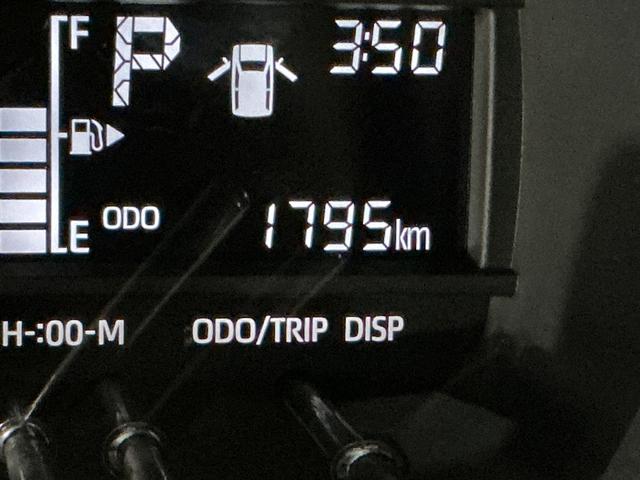 F
P
3:50
E
ODO
1795km
H-:00-M
ODO/TRIP DISP